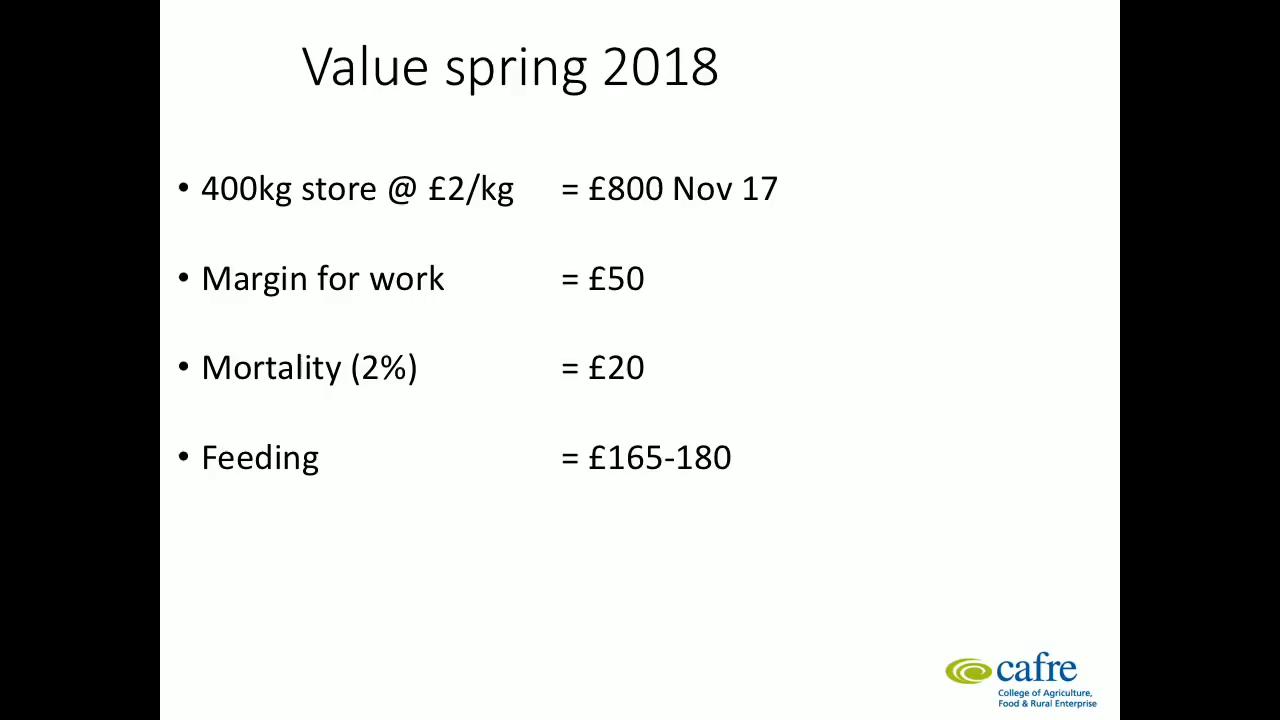 Value spring 2018
• 400kg store @ £2/kg = £800 Nov 17
• Margin for work = £50
• Mortality (2%) = £20
• Feeding = £165-180
cafre
College of Agriculture,
Food & Rural Enterprise